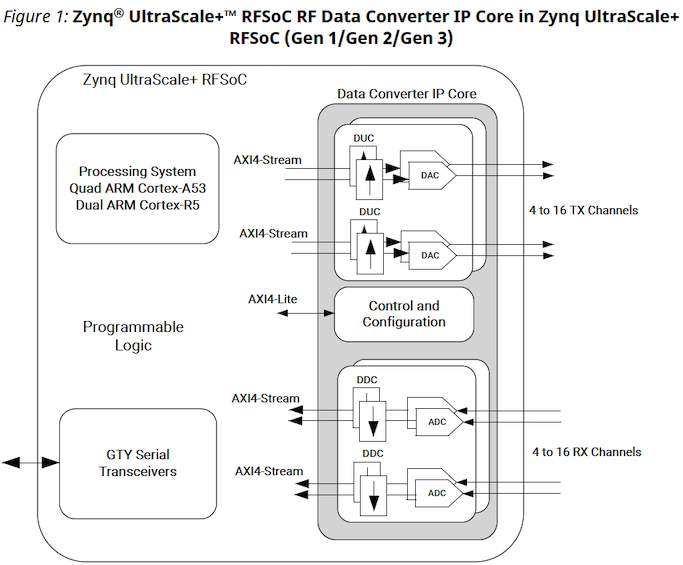 Figure 1: Zynq® UltraScale+™ RFSoC RF Data Converter IP Core in Zynq UltraScale+
RFSoC (Gen 1/Gen 2/Gen 3)
Zynq UltraScale+ RFSoC
Data Converter IP Core
Processing System
Quad ARM Cortex-A53
Dual ARM Cortex-R5
AXI4-Stream
DUC
DAC
4 to 16 TX Channels
AXI4-Stream
DUC
DAC
AXI4-Lite
Control and
Configuration
Programmable
Logic
AXI4-Stream
DDC
ADC
4 to 16 RX Channels
AXI4-Stream
DDC
ADC
GTY Serial
Transceivers